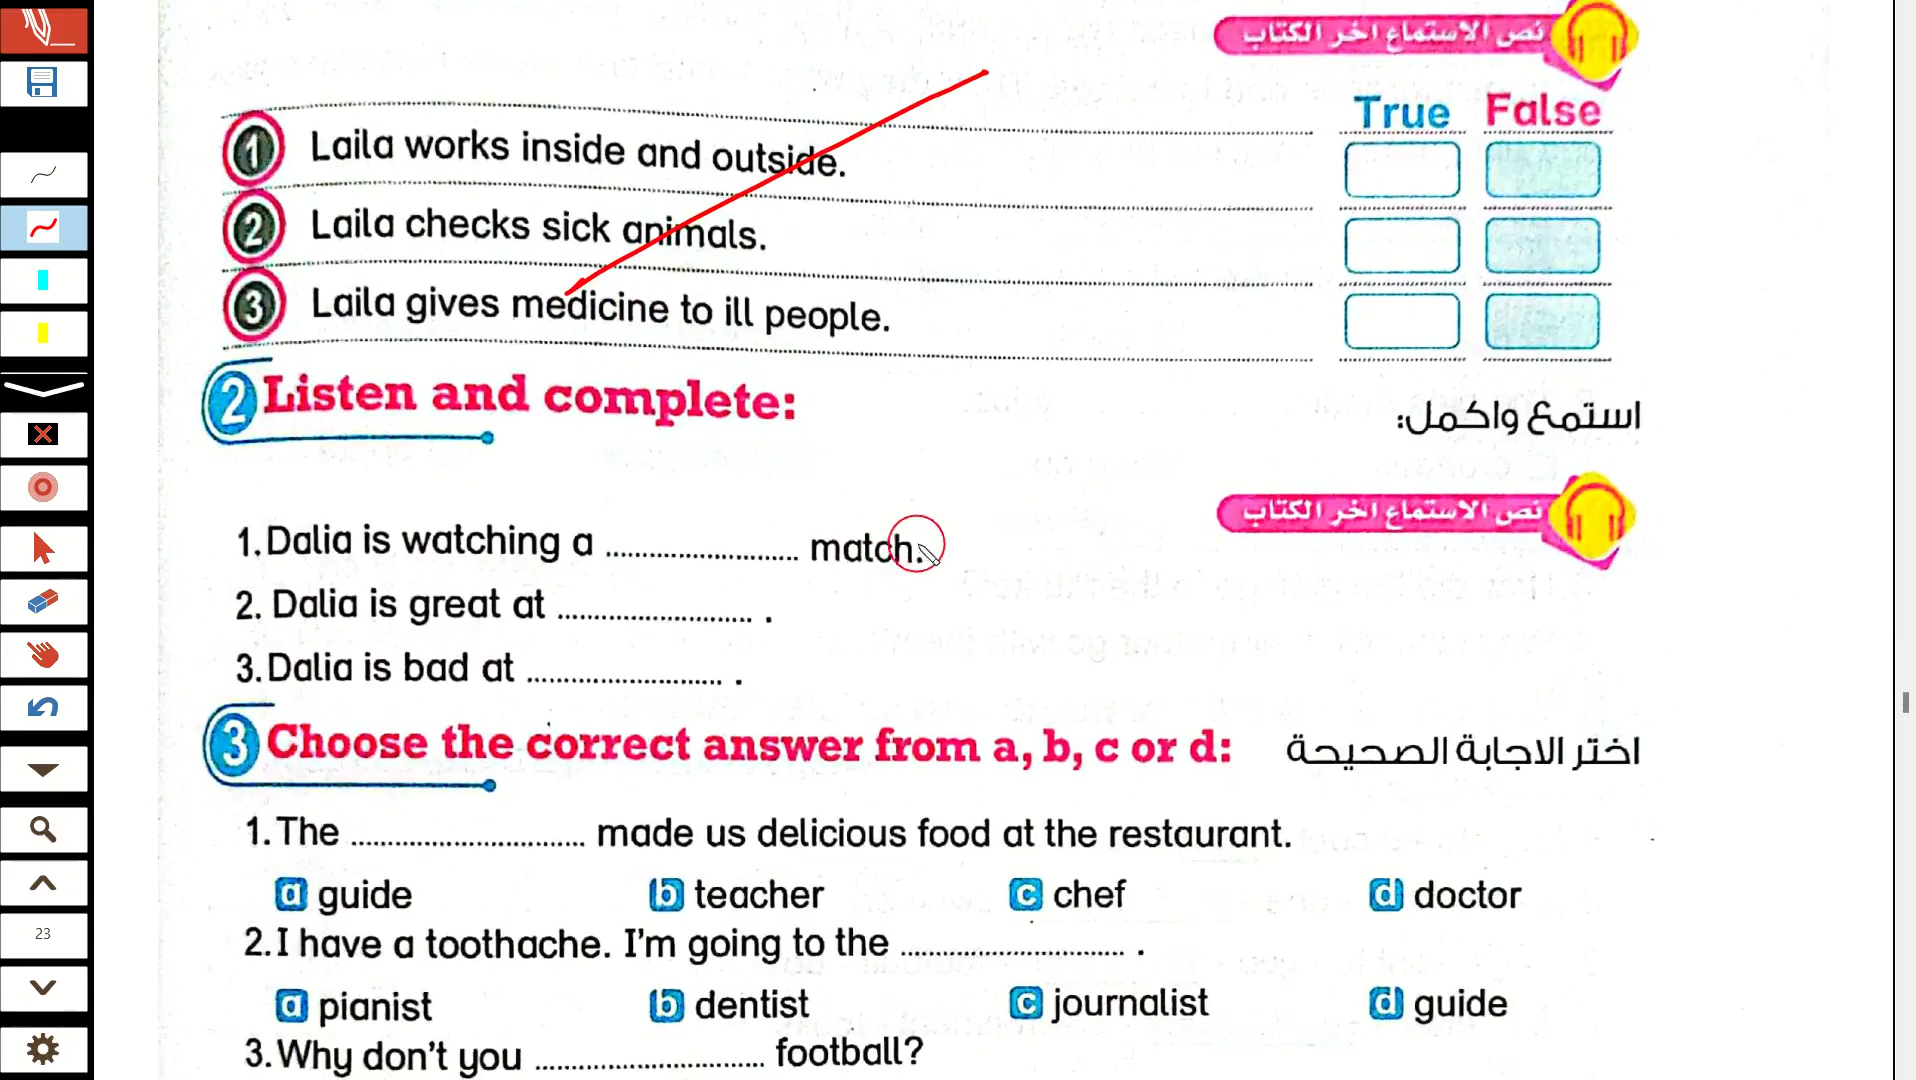 نص الاستماع اخر الكتاب
True False
1 Laila works inside and outside.
2 Laila checks sick animals.
3 Laila gives medicine to ill people.
2 Listen and complete:
استمع واكمل:
نص الاستماع اخر الكتاب
1. Dalia is watching a ........................ match.
2. Dalia is great at ........................ .
3. Dalia is bad at ........................ .
3 Choose the correct answer from a, b, c or d: اختر الاجابة الصحيحة
1. The ............................ made us delicious food at the restaurant.
a guide b teacher c chef d doctor
2. I have a toothache. I'm going to the ............................ .
a pianist b dentist c journalist d guide
3. Why don't you ............................ football?
23